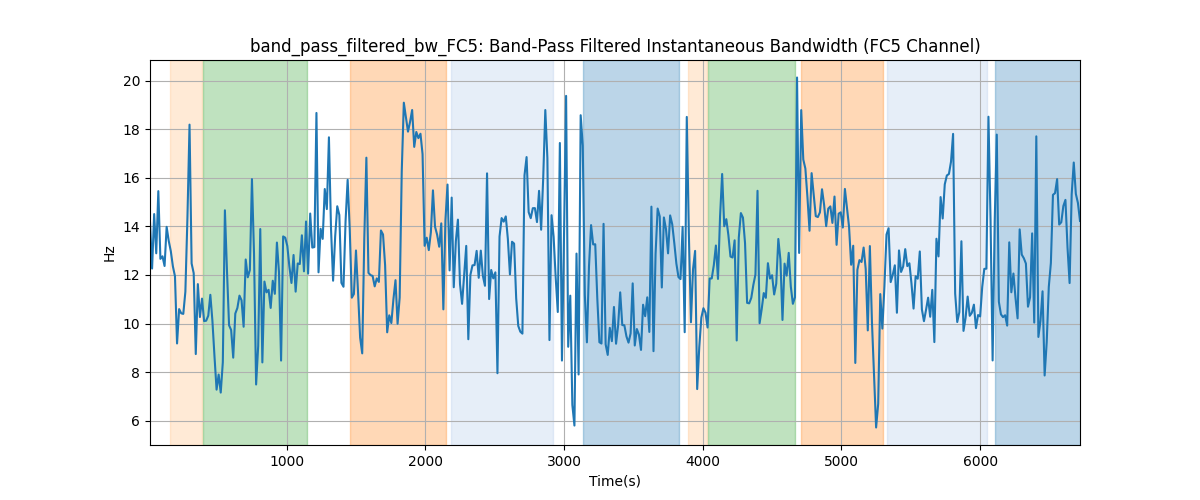 band_pass_filtered_bw_FC5: Band-Pass Filtered Instantaneous Bandwidth (FC5 Channel)
20
18
16
14
12
10
8
6
Hz
1000 2000 3000 4000 5000 6000
Time(s)